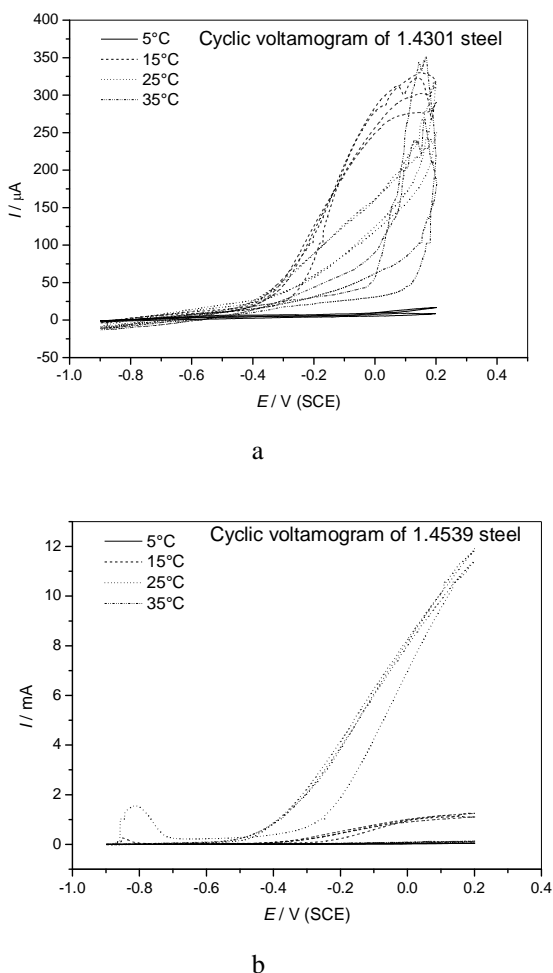 Cyclic voltamogram of 1.4301 steel
5°C
15°C
25°C
35°C
400
350
300
250
200
150
100
50
0
-50
I / µA
-1.0 -0.8 -0.6 -0.4 -0.2 0.0 0.2 0.4
E / V (SCE)
a
Cyclic voltamogram of 1.4539 steel
5°C
15°C
25°C
35°C
12
10
8
6
4
2
0
I / mA
-1.0 -0.8 -0.6 -0.4 -0.2 0.0 0.2 0.4
E / V (SCE)
b